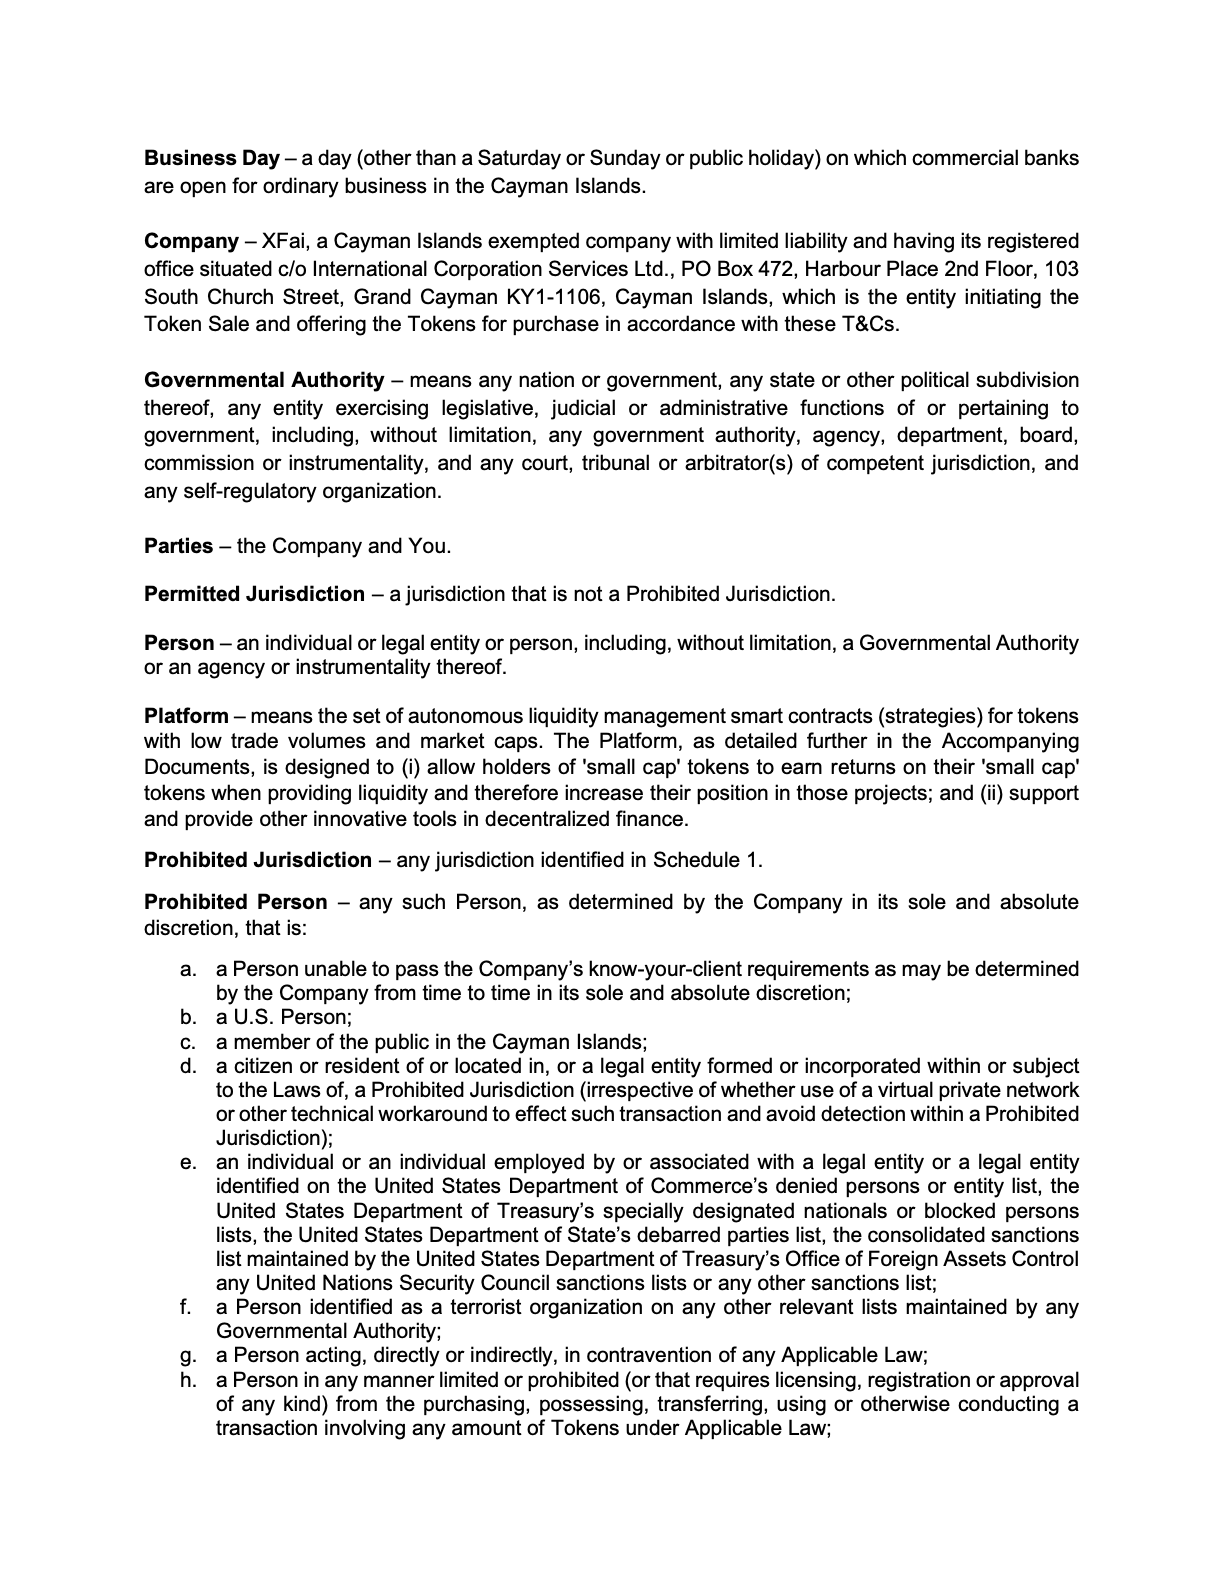 Business Day – a day (other than a Saturday or Sunday or public holiday) on which commercial banks
are open for ordinary business in the Cayman Islands.
Company – XFai, a Cayman Islands exempted company with limited liability and having its registered
office situated c/o International Corporation Services Ltd., PO Box 472, Harbour Place 2nd Floor, 103
South Church Street, Grand Cayman KY1-1106, Cayman Islands, which is the entity initiating the
Token Sale and offering the Tokens for purchase in accordance with these T&Cs.
Governmental Authority – means any nation or government, any state or other political subdivision
thereof, any entity exercising legislative, judicial or administrative functions of or pertaining to
government, including, without limitation, any government authority, agency, department, board,
commission or instrumentality, and any court, tribunal or arbitrator(s) of competent jurisdiction, and
any self-regulatory organization.
Parties – the Company and You.
Permitted Jurisdiction – a jurisdiction that is not a Prohibited Jurisdiction.
Person – an individual or legal entity or person, including, without limitation, a Governmental Authority
or an agency or instrumentality thereof.
Platform – means the set of autonomous liquidity management smart contracts (strategies) for tokens
with low trade volumes and market caps. The Platform, as detailed further in the Accompanying
Documents, is designed to (i) allow holders of 'small cap' tokens to earn returns on their 'small cap'
tokens when providing liquidity and therefore increase their position in those projects; and (ii) support
and provide other innovative tools in decentralized finance.
Prohibited Jurisdiction – any jurisdiction identified in Schedule 1.
Prohibited Person – any such Person, as determined by the Company in its sole and absolute
discretion, that is:
a. a Person unable to pass the Company’s know-your-client requirements as may be determined
by the Company from time to time in its sole and absolute discretion;
b. a U.S. Person;
c. a member of the public in the Cayman Islands;
d. a citizen or resident of or located in, or a legal entity formed or incorporated within or subject
to the Laws of, a Prohibited Jurisdiction (irrespective of whether use of a virtual private network
or other technical workaround to effect such transaction and avoid detection within a Prohibited
Jurisdiction);
e. an individual or an individual employed by or associated with a legal entity or a legal entity
identified on the United States Department of Commerce’s denied persons or entity list, the
United States Department of Treasury’s specially designated nationals or blocked persons
lists, the United States Department of State’s debarred parties list, the consolidated sanctions
list maintained by the United States Department of Treasury’s Office of Foreign Assets Control
any United Nations Security Council sanctions lists or any other sanctions list;
f. a Person identified as a terrorist organization on any other relevant lists maintained by any
Governmental Authority;
g. a Person acting, directly or indirectly, in contravention of any Applicable Law;
h. a Person in any manner limited or prohibited (or that requires licensing, registration or approval
of any kind) from the purchasing, possessing, transferring, using or otherwise conducting a
transaction involving any amount of Tokens under Applicable Law;